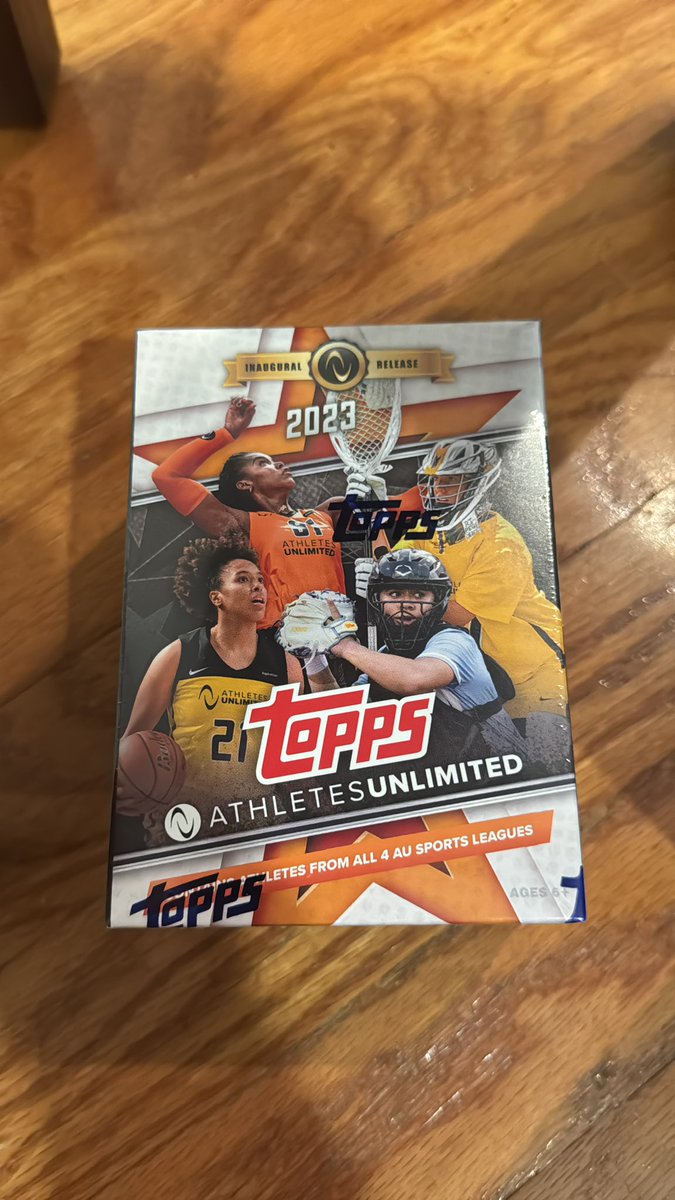 INAUGURAL RELEASE
2023
TOPPS
ATHLETES
UNLIMITED
ATHLETES
UNLIMITED
21
TOPPS
ATHLETESUNLIMITED
ATHLETES FROM ALL 4 AU SPORTS LEAGUES
TOPPS
AGES 6+